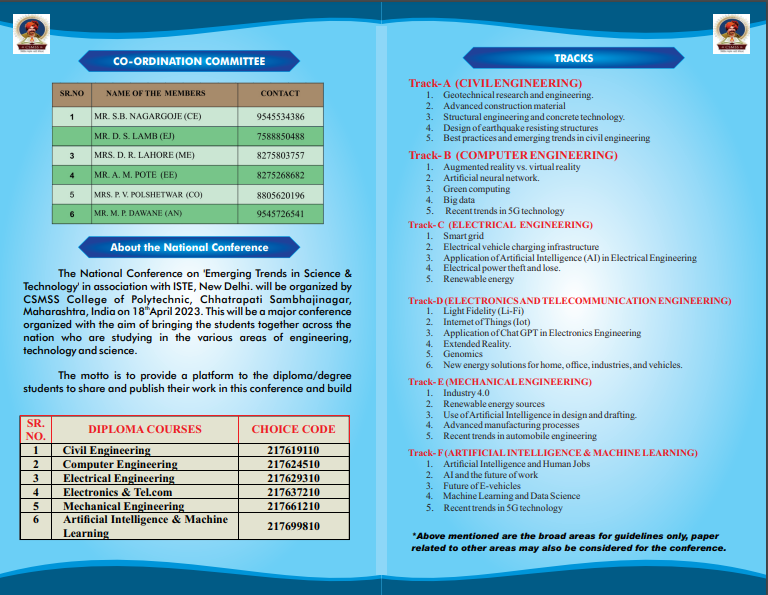 CO-ORDINATION COMMITTEE
SR.NO NAME OF THE MEMBERS CONTACT
1 MR. S.B. NAGARGOJE (CE) 9545534386
MR. D. S. LAMB (EJ) 7588850488
3 MRS. D. R. LAHORE (ME) 8275803757
4 MR. A. M. POTE (EE) 8275268682
5 MRS. P. V. POLSHETWAR (CO) 8805620196
6 MR. M. P. DAWANE (AN) 9545726541
About the National Conference
The National Conference on 'Emerging Trends in Science &
Technology' in association with ISTE, New Delhi. will be organized by
CSMSS College of Polytechnic, Chhatrapati Sambhajinagar,
Maharashtra, India on 18th April 2023. This will be a major conference
organized with the aim of bringing the students together across the
nation who are studying in the various areas of engineering,
technology and science.
The motto is to provide a platform to the diploma/degree
students to share and publish their work in this conference and build
SR. NO. DIPLOMA COURSES CHOICE CODE
1 Civil Engineering 217619110
2 Computer Engineering 217624510
3 Electrical Engineering 217629310
4 Electronics & Tel.com 217637210
5 Mechanical Engineering 217661210
6 Artificial Intelligence & Machine Learning 217699810
TRACKS
Track- A (CIVIL ENGINEERING)
1. Geotechnical research and engineering.
2. Advanced construction material
3. Structural engineering and concrete technology.
4. Design of earthquake resisting structures
5. Best practices and emerging trends in civil engineering
Track- B (COMPUTER ENGINEERING)
1. Augmented reality vs. virtual reality
2. Artificial neural network.
3. Green computing
4. Big data
5. Recent trends in 5G technology
Track- C (ELECTRICAL ENGINEERING)
1. Smart grid
2. Electrical vehicle charging infrastructure
3. Application of Artificial Intelligence (AI) in Electrical Engineering
4. Electrical power theft and lose.
5. Renewable energy
Track-D (ELECTRONICS AND TELECOMMUNICATION ENGINEERING)
1. Light Fidelity (Li-Fi)
2. Internet of Things (Iot)
3. Application of Chat GPT in Electronics Engineering
4. Extended Reality.
5. Genomics
6. New energy solutions for home, office, industries, and vehicles.
Track- E (MECHANICAL ENGINEERING)
1. Industry 4.0
2. Renewable energy sources
3. Use of Artificial Intelligence in design and drafting.
4. Advanced manufacturing processes
5. Recent trends in automobile engineering
Track- F (ARTIFICIAL INTELLIGENCE & MACHINE LEARNING)
1. Artificial Intelligence and Human Jobs
2. AI and the future of work
3. Future of E-vehicles
4. Machine Learning and Data Science
5. Recent trends in 5G technology
*Above mentioned are the broad areas for guidelines only, paper
related to other areas may also be considered for the conference.